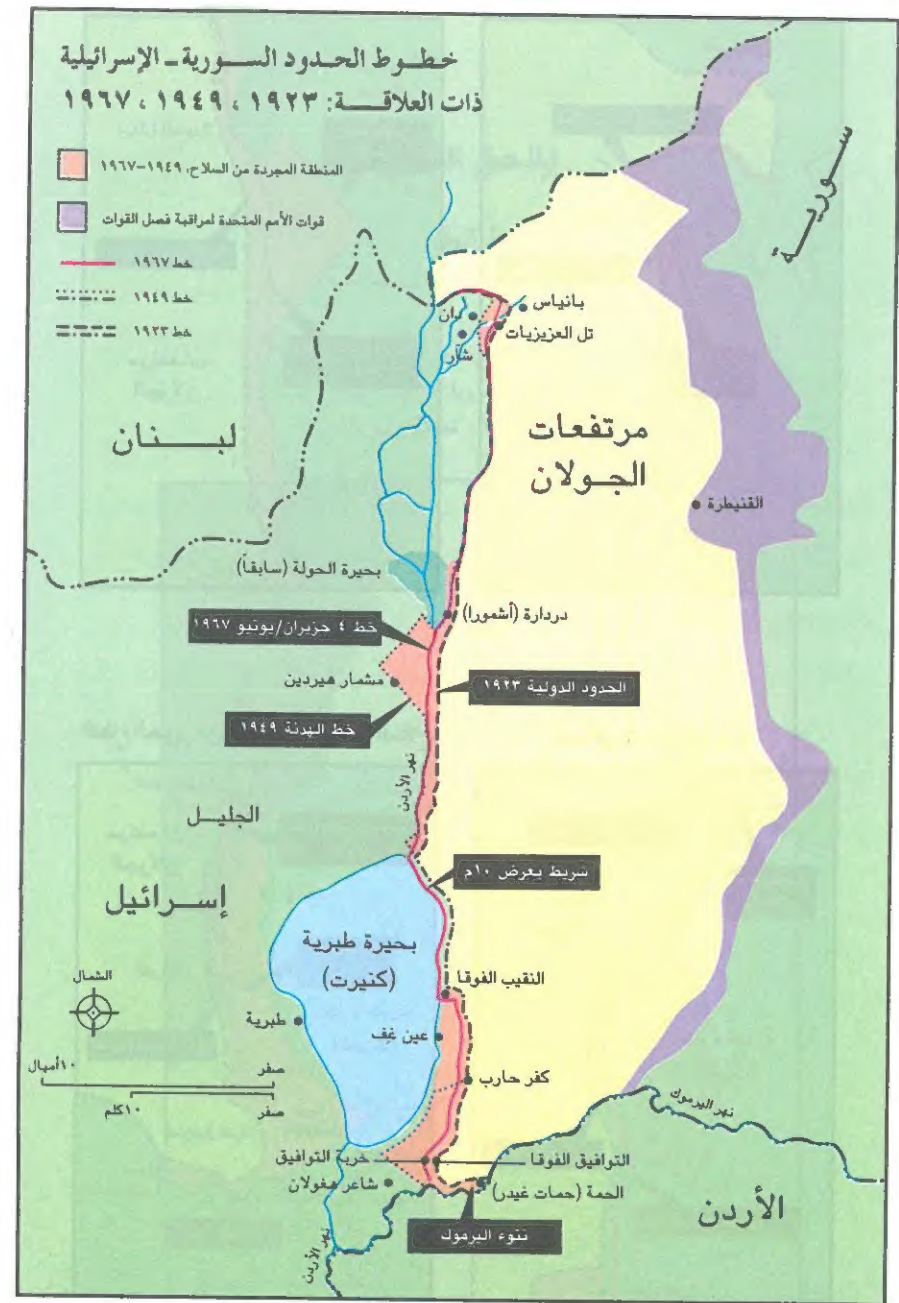 خطوط الحدود السورية - الإسرائيلية
ذات العلاقة: ١٩٢٣، ١٩٤٩، ١٩٦٧
المنطقة المجردة من السلاح، ١٩٤٩-١٩٦٧
قوات الأمم المتحدة لمراقبة فصل القوات
خط ١٩٦٧
خط ١٩٤٩
خط ١٩٢٣
سورية
بانياس
دان
تل العزيزيات
شآر
لبنان
مرتفعات
الجولان
القنيطرة
بحيرة الحولة (سابقاً)
دردارة (أشمورا)
خط ٤ حزيران/يونيو ١٩٦٧
مشمار هيردين
الحدود الدولية ١٩٢٣
خط الهدنة ١٩٤٩
نهر الأردن
الجليل
شريط بعرض ١٠م
إسرائيل
بحيرة طبرية
(كنيرت)
النقيب الفوقا
الشمال
طبرية
عين غف
صفر
١٠ أميال
كفر حارب
صفر
١٠ كلم
نهر اليرموك
خربة التوافيق
التوافيق الفوقا
شاعر هغولان
الحمة (حمات غيدر)
الأردن
نتوء اليرموك
نهر الأردن